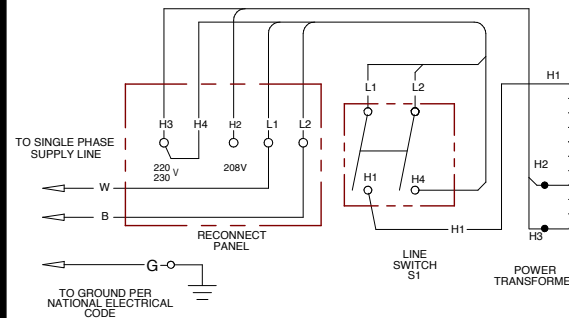 H1
L1 L2
H3 H4 H2 L1 L2
TO SINGLE PHASE
SUPPLY LINE
220 V
230
208V
H1 H4
H2
W
B
RECONNECT
PANEL
H1
H3
LINE
SWITCH
S1
G
POWER
TRANSFORME
TO GROUND PER
NATIONAL ELECTRICAL
CODE